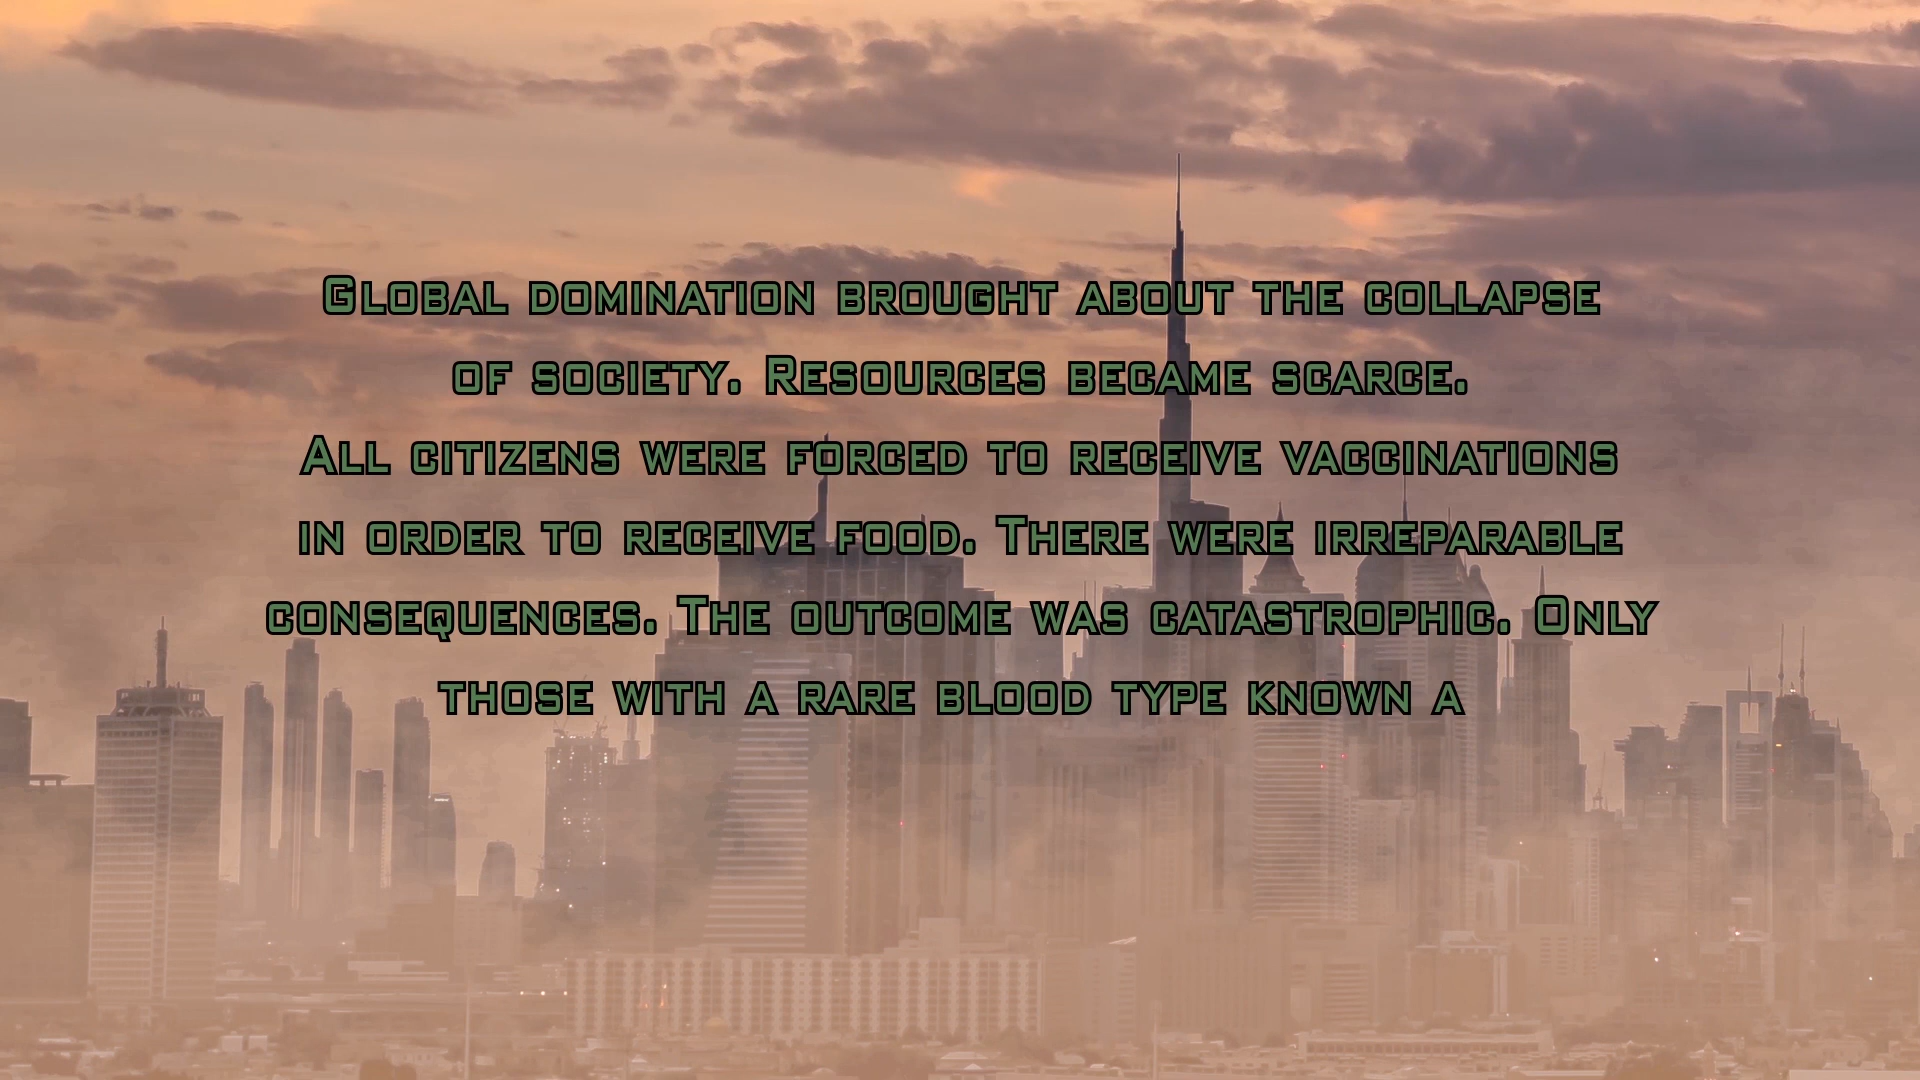 Global domination brought about the collapse
of society. Resources became scarce.
All citizens were forced to receive vaccinations
in order to receive food. There were irreparable
consequences. The outcome was catastrophic. Only
those with a rare blood type known a